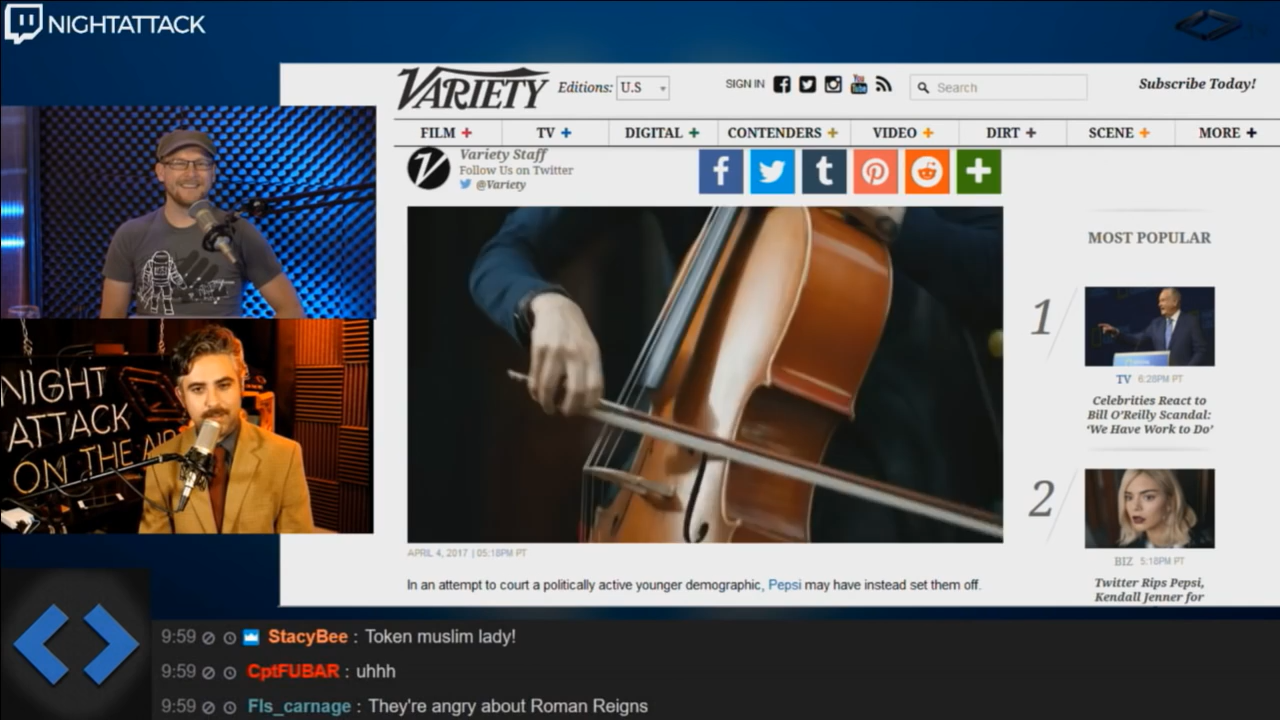 NIGHTATTACK
VARIETY
Editions: U.S
SIGN IN
You
Tube
Search
Subscribe Today!
FILM +
TV +
DIGITAL +
CONTENDERS +
VIDEO +
DIRT +
SCENE +
MORE +
Variety Staff
Follow Us on Twitter
@Variety
MOST POPULAR
1
TV 6:28PM PT
Celebrities React to
Bill O'Reilly Scandal:
'We Have Work to Do'
2
BIZ 5:18PM PT
Twitter Rips Pepsi,
Kendall Jenner for
APRIL 4, 2017 | 05:18PM PT
In an attempt to court a politically active younger demographic, Pepsi may have instead set them off.
NIGHT
ATTACK
ON THE AIR
9:59 StacyBee : Token muslim lady!
9:59 CptFUBAR : uhhh
9:59 Fls_carnage : They're angry about Roman Reigns